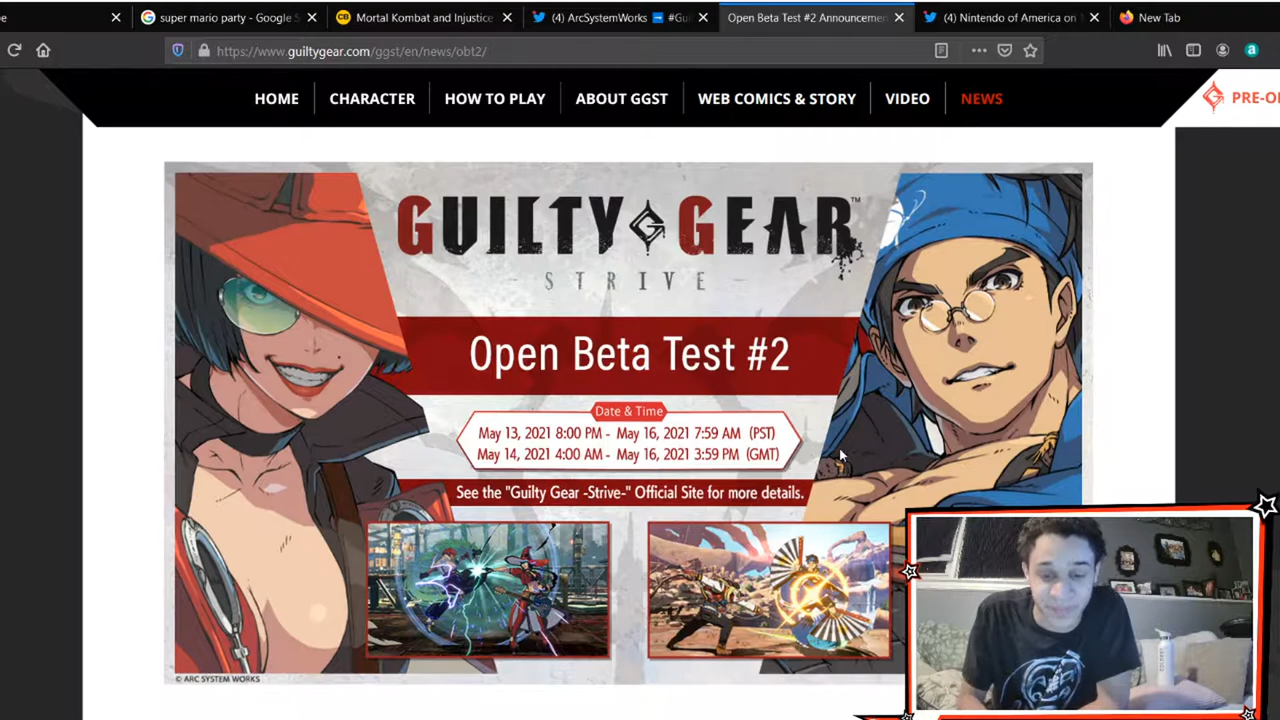 super mario party - Google S
Mortal Kombat and Injustice
(4) ArcSystemWorks
Open Beta Test #2 Announcemen
(4) Nintendo of America on
New Tab
https://www.guiltygear.com/ggst/en/news/obt2/
HOME
CHARACTER
HOW TO PLAY
ABOUT GGST
WEB COMICS & STORY
VIDEO
NEWS
PRE-O
GUILTY GEAR™
STRIVE
Open Beta Test #2
Date & Time
May 13, 2021 8:00 PM - May 16, 2021 7:59 AM (PST)
May 14, 2021 4:00 AM - May 16, 2021 3:59 PM (GMT)
See the "Guilty Gear -Strive-" Official Site for more details.
© ARC SYSTEM WORKS